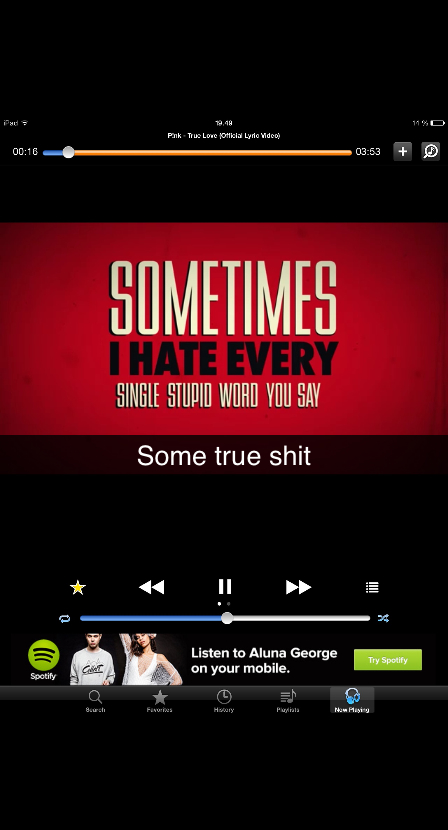 iPad
19.49
14 %
P!nk - True Love (Official Lyric Video)
00:16
03:53
SOMETIMES
I HATE EVERY
SINGLE STUPID WORD YOU SAY
Some true shit
Spotify
Listen to Aluna George
on your mobile.
Try Spotify
Search
Favorites
History
Playlists
Now Playing